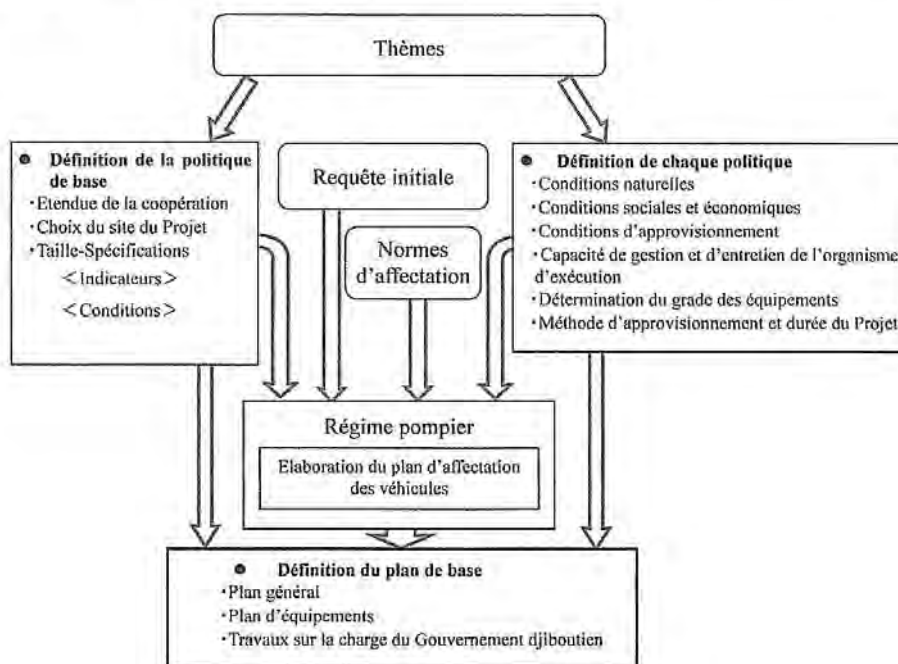 Thèmes
● Définition de la politique
de base
·Etendue de la coopération
·Choix du site du Projet
·Taille-Spécifications
<Indicateurs>
<Conditions>
Requête initiale
Normes
d'affectation
● Définition de chaque politique
·Conditions naturelles
·Conditions sociales et économiques
·Conditions d'approvisionnement
·Capacité de gestion et d'entretien de l'organisme
d'exécution
·Détermination du grade des équipements
·Méthode d'approvisionnement et durée du Projet
Régime pompier
Elaboration du plan d'affectation
des véhicules
● Définition du plan de base
·Plan général
·Plan d'équipements
·Travaux sur la charge du Gouvernement djiboutien